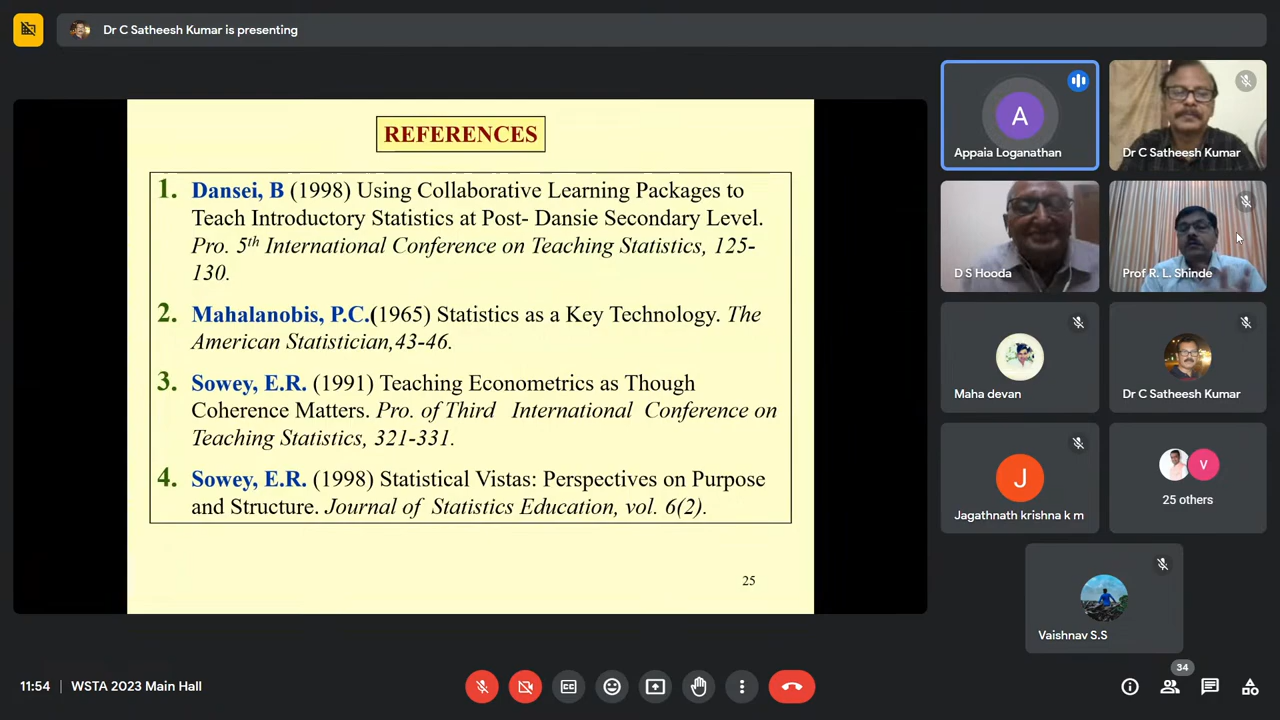 Dr C Satheesh Kumar is presenting
REFERENCES
1. Dansei, B (1998) Using Collaborative Learning Packages to
Teach Introductory Statistics at Post- Dansie Secondary Level.
Pro. 5th International Conference on Teaching Statistics, 125-
130.
2. Mahalanobis, P.C.(1965) Statistics as a Key Technology. The
American Statistician,43-46.
3. Sowey, E.R. (1991) Teaching Econometrics as Though
Coherence Matters. Pro. of Third International Conference on
Teaching Statistics, 321-331.
4. Sowey, E.R. (1998) Statistical Vistas: Perspectives on Purpose
and Structure. Journal of Statistics Education, vol. 6(2).
25
A
Appaia Loganathan
Dr C Satheesh Kumar
D S Hooda
Prof R. L. Shinde
Maha devan
Dr C Satheesh Kumar
J
Jagathnath krishna k m
V
25 others
Vaishnav S.S
11:54 | WSTA 2023 Main Hall
34